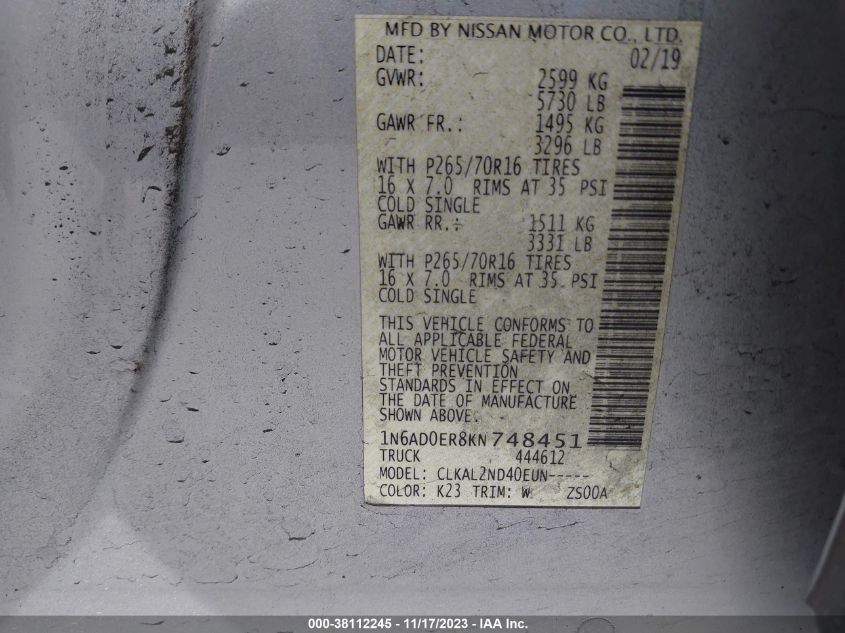 MFD BY NISSAN MOTOR CO., LTD.
DATE: 02/19
GVWR: 2599 KG
5730 LB
GAWR FR.: 1495 KG
3296 LB
WITH P265/70R16 TIRES
16 X 7.0 RIMS AT 35 PSI
COLD SINGLE
GAWR RR.: 1511 KG
3331 LB
WITH P265/70R16 TIRES
16 X 7.0 RIMS AT 35 PSI
COLD SINGLE
THIS VEHICLE CONFORMS TO
ALL APPLICABLE FEDERAL
MOTOR VEHICLE SAFETY AND
THEFT PREVENTION
STANDARDS IN EFFECT ON
THE DATE OF MANUFACTURE
SHOWN ABOVE.
1N6AD0ER8KN748451
TRUCK 444612
MODEL: CLKAL2ND40EUN-----
COLOR: K23 TRIM: W ZS00A
000-38112245 - 11/17/2023 - IAA Inc.